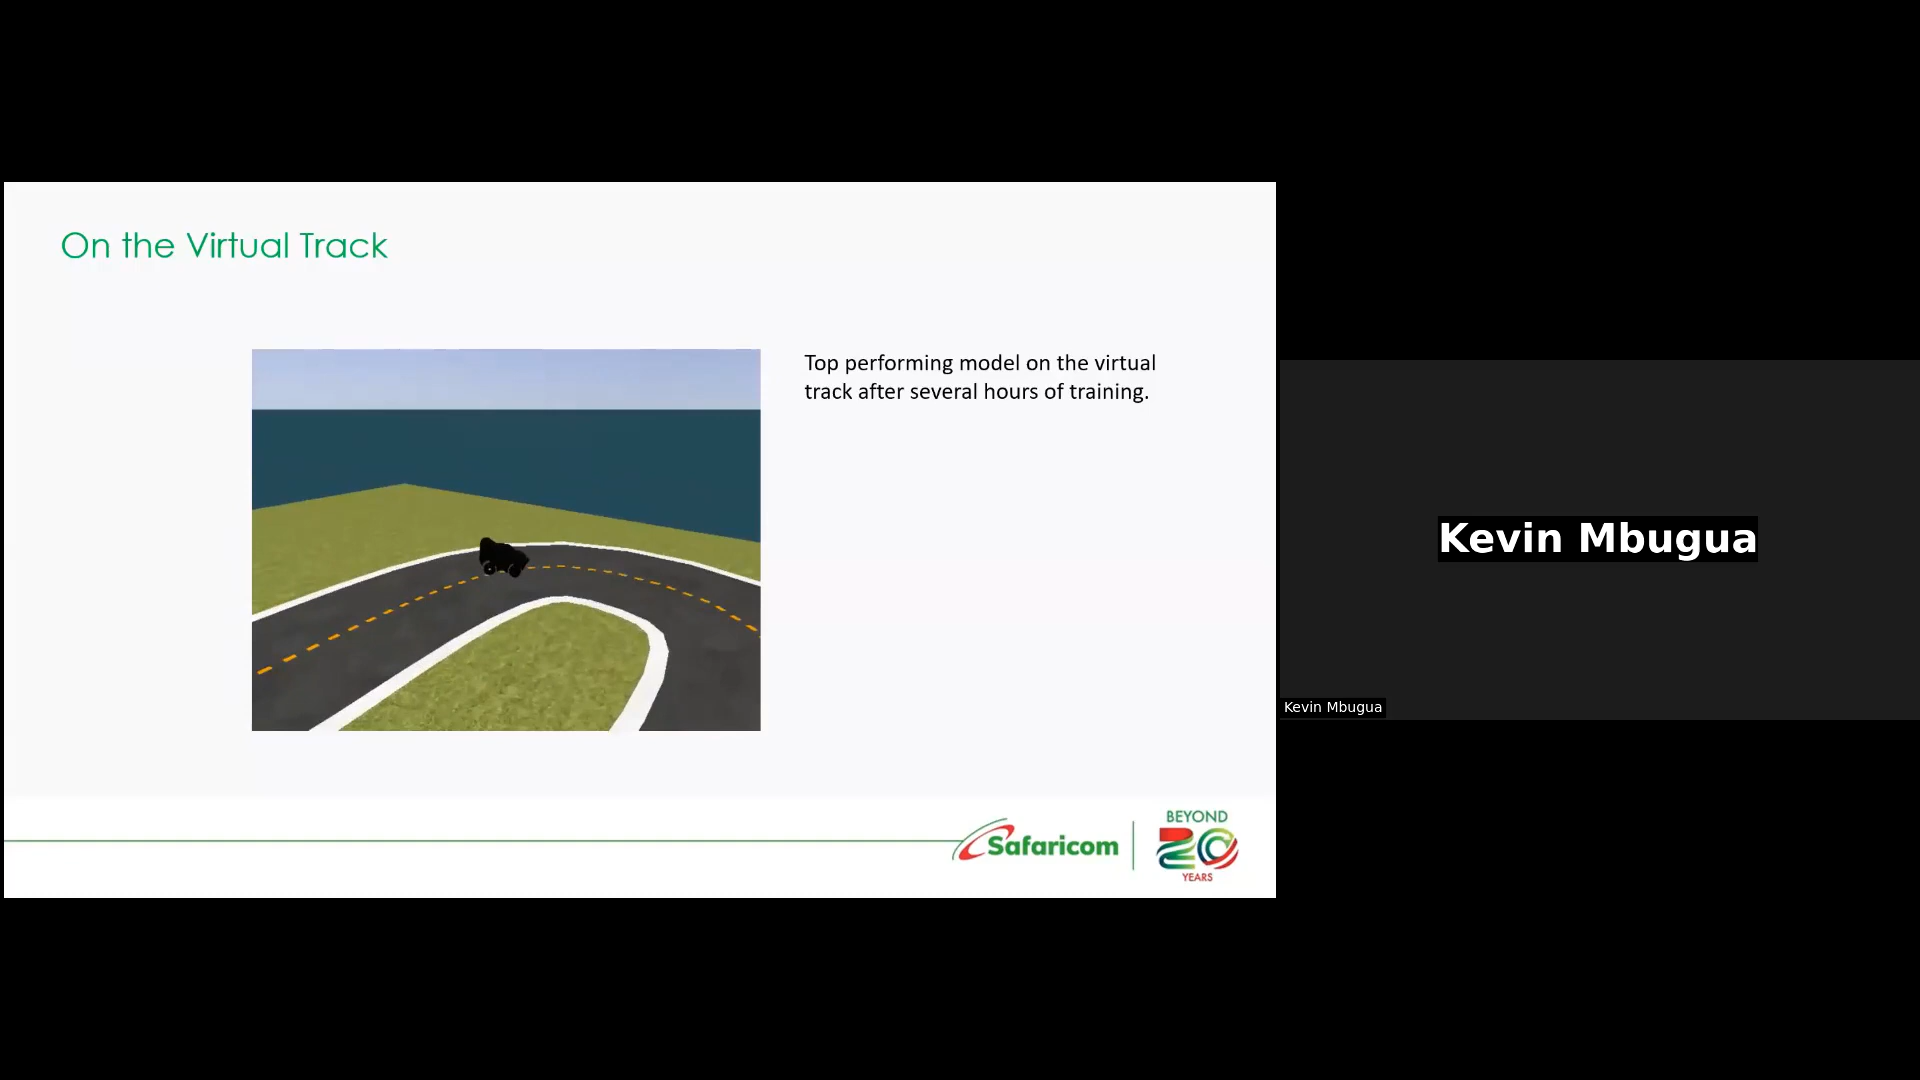 On the Virtual Track
Top performing model on the virtual
track after several hours of training.
Safaricom
BEYOND
20
YEARS
Kevin Mbugua
Kevin Mbugua